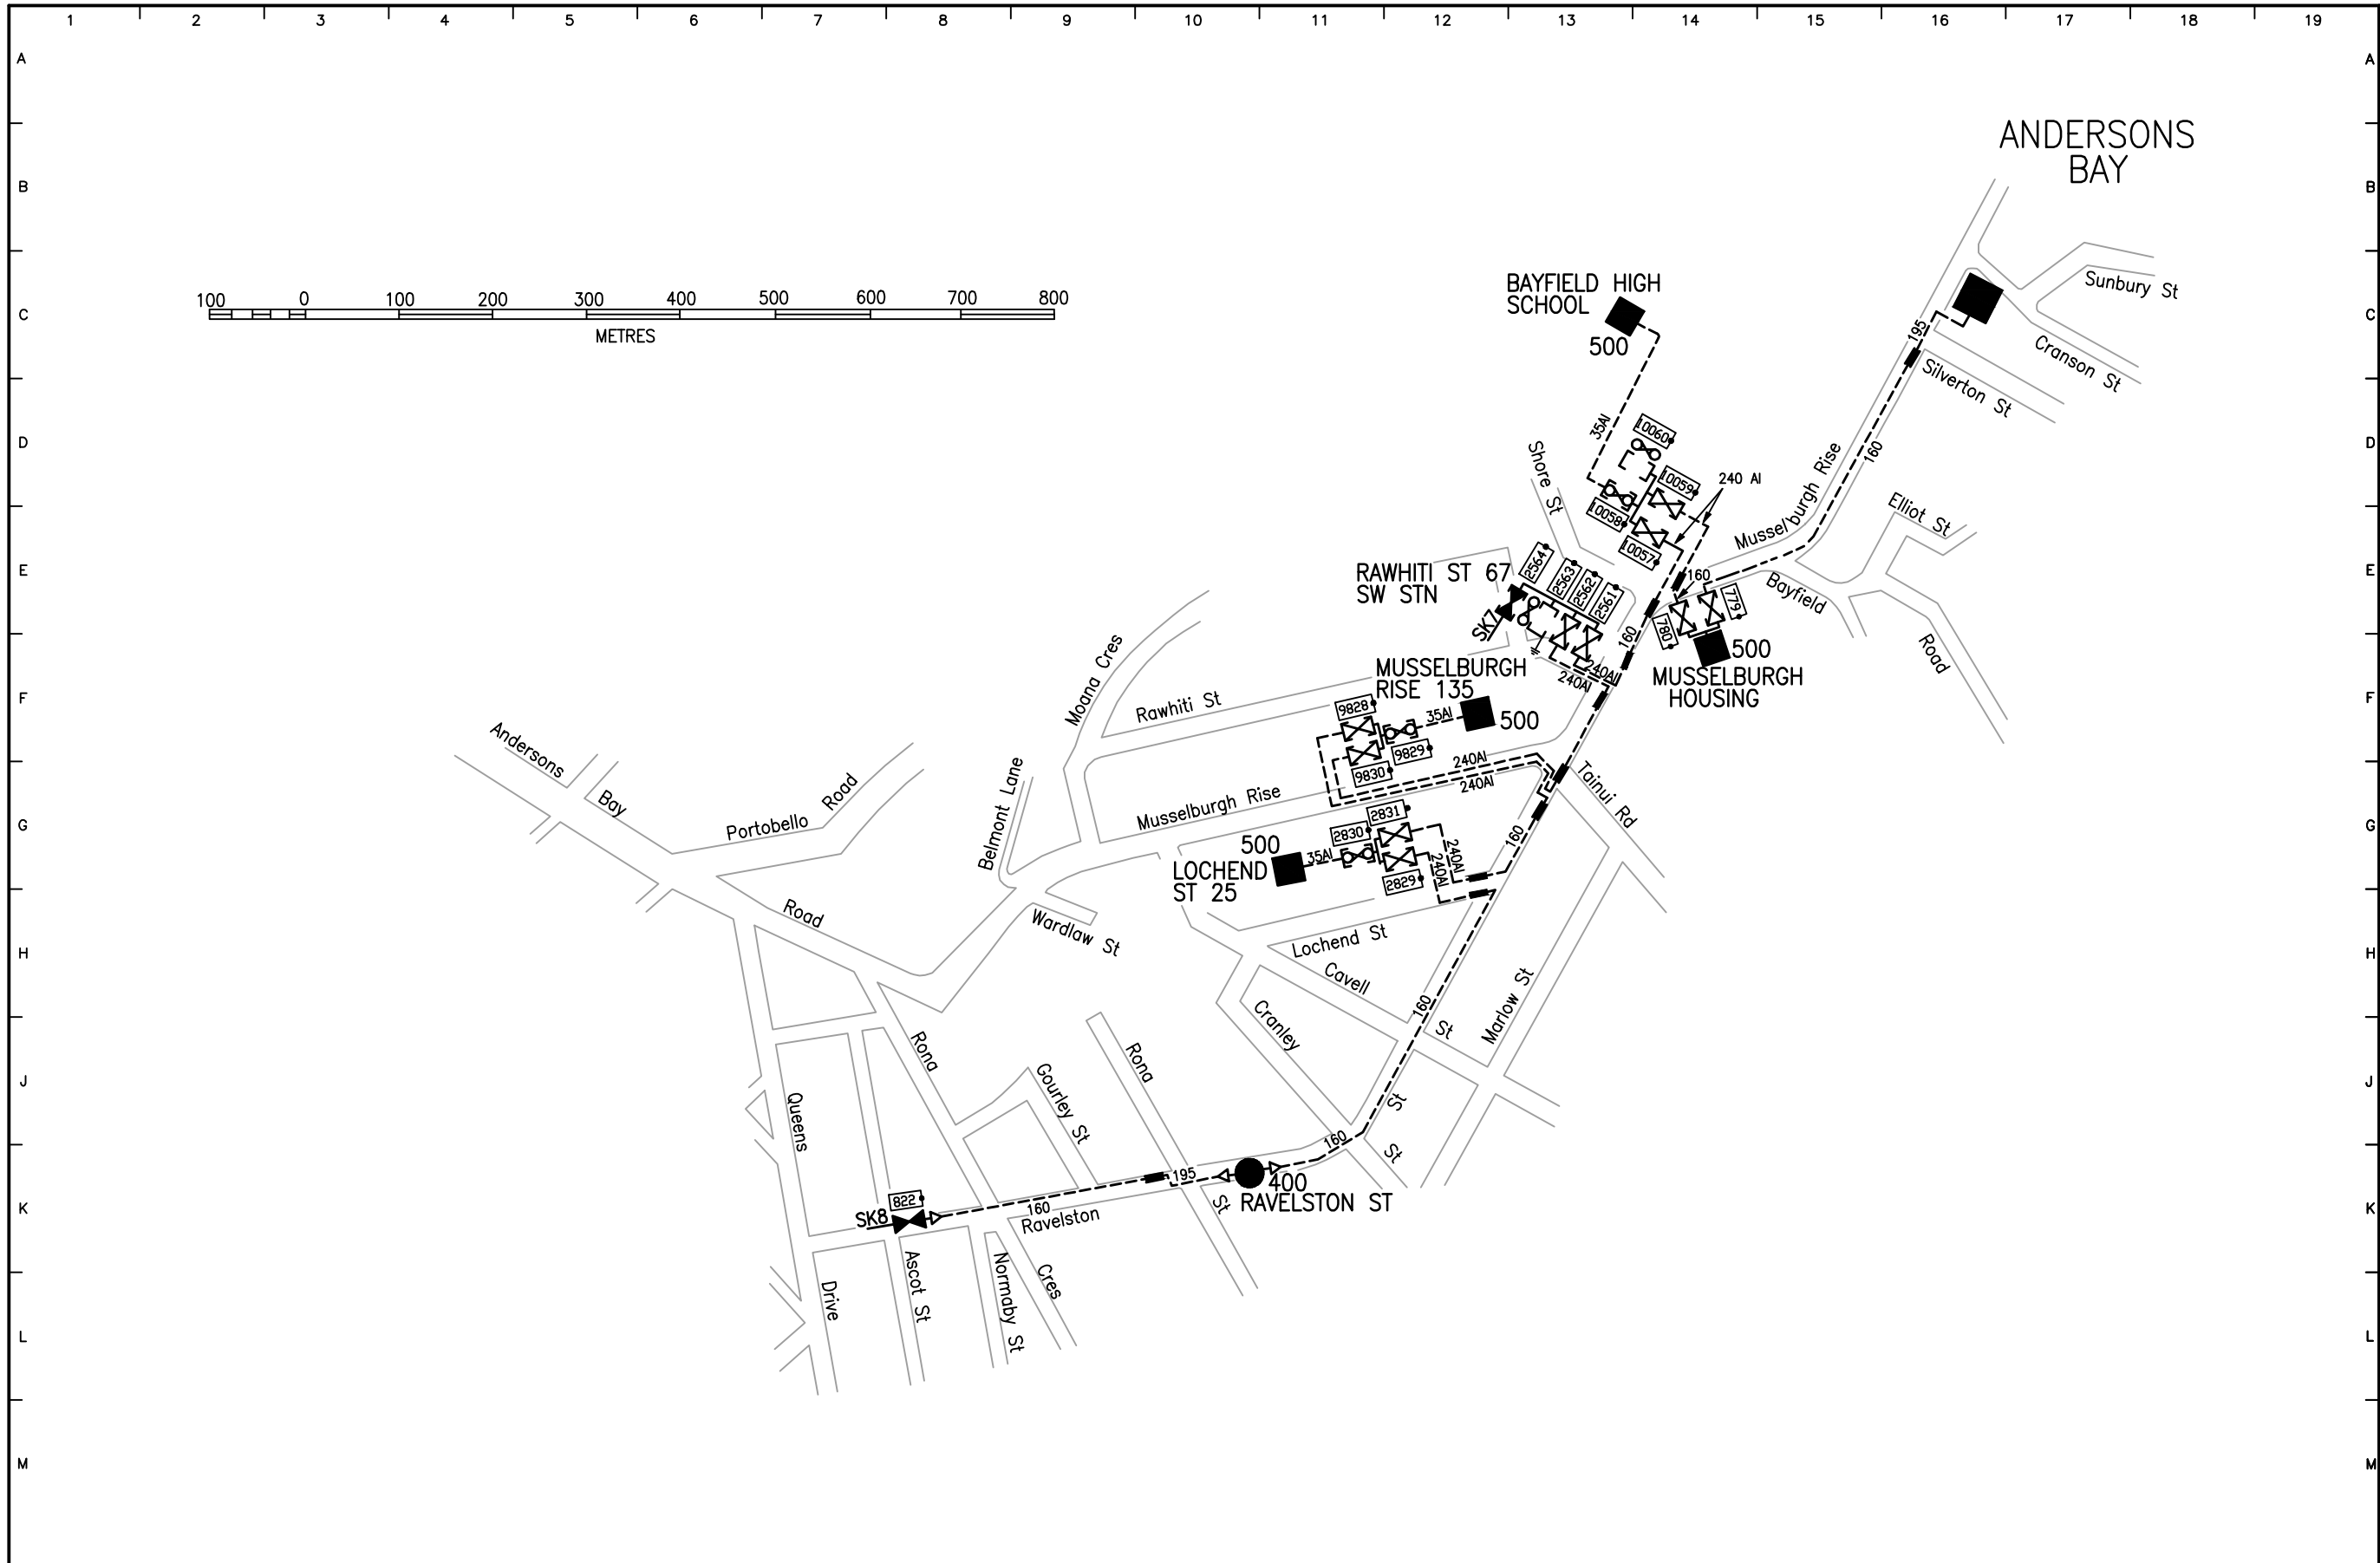 1 2 3 4 5 6 7 8 9 10 11 12 13 14 15 16 17 18 19
A A
ANDERSONS
BAY
B B
Sunbury St
BAYFIELD HIGH
SCHOOL
100 0 100 200 300 400 500 600 700 800
METRES
C C
195
500
Cranson St
Silverton St
35Al
10060
D D
160
Shore St
10059
240 Al
Musselburgh Rise
10058
Elliot St
10057
2564
RAWHITI ST 67
SW STN
2563
2562
2561
E E
160
Bayfield
779
780
SK7
160
500
MUSSELBURGH
HOUSING
Road
MUSSELBURGH
RISE 135
240Al
240Al
Moana Cres
Rawhiti St
9828
35Al
500
F F
Andersons
9829
240Al
9830
240Al
Tainui Rd
Belmont Lane
Road
Bay
Portobello
Musselburgh Rise
2831
2830
G G
160
500
35Al
LOCHEND
ST 25
240Al
240Al
2829
Road
Wardlaw St
Lochend St
H H
Cavell
Marlow St
160
Cranley
St
Rona
Rona
Gourley St
J J
Queens
St
160
St
195
400
RAVELSTON ST
822
SK8
160
Ravelston
St
K K
Ascot St
Normaby St
Cres
Drive
L L
M M